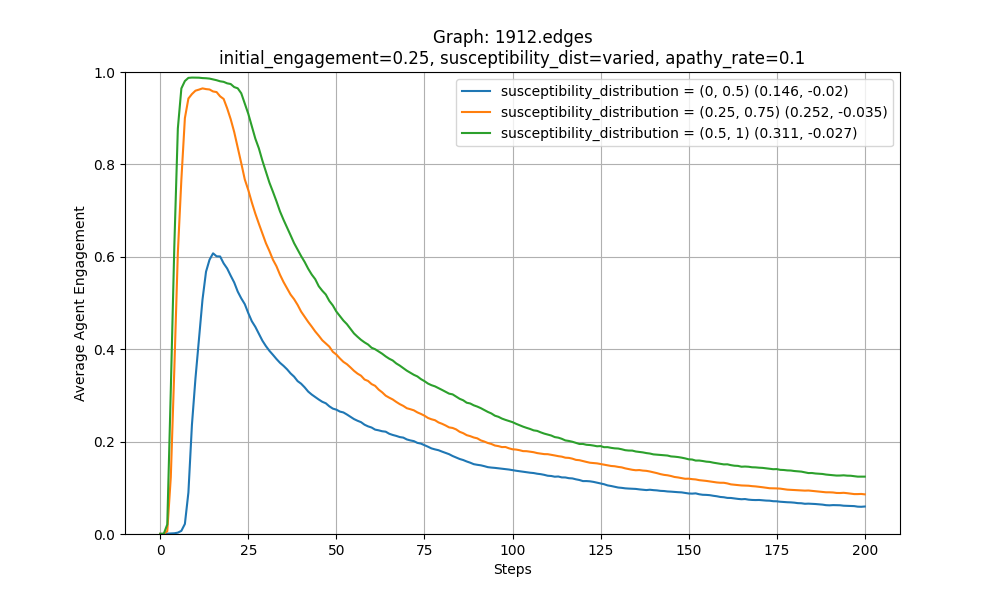 Graph: 1912.edges
initial_engagement=0.25, susceptibility_dist=varied, apathy_rate=0.1
susceptibility_distribution = (0, 0.5) (0.146, -0.02)
susceptibility_distribution = (0.25, 0.75) (0.252, -0.035)
susceptibility_distribution = (0.5, 1) (0.311, -0.027)
Average Agent Engagement
1.0
0.8
0.6
0.4
0.2
0.0
0 25 50 75 100 125 150 175 200
Steps